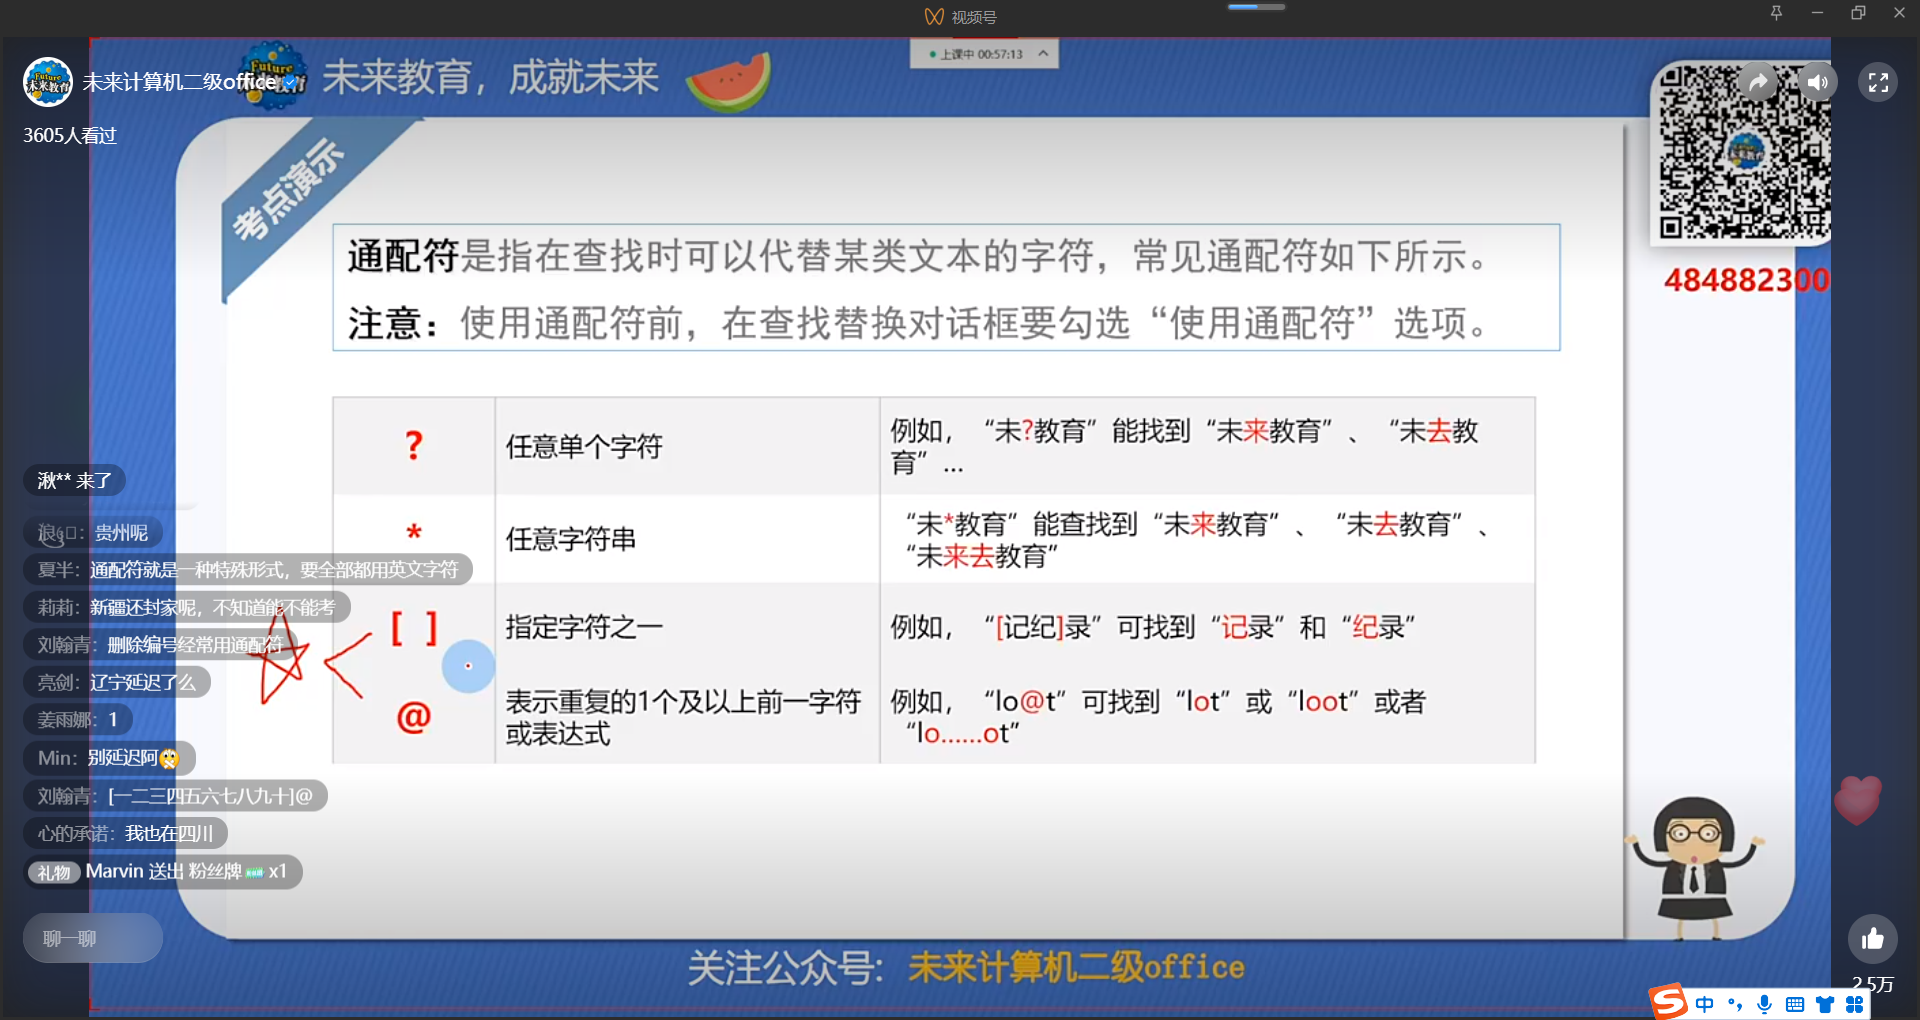 视频号
上课中 00:57:13
未来计算机二级office
未来教育，成就未来
3605人看过
考点演示
484882300
通配符是指在查找时可以代替某类文本的字符，常见通配符如下所示。
注意：使用通配符前，在查找替换对话框要勾选“使用通配符”选项。
?
任意单个字符
例如，“未?教育”能找到“未来教育”、“未去教
育”...
*
任意字符串
“未*教育”能查找到“未来教育”、“未去教育”、
“未来去教育”
[ ]
指定字符之一
例如，“[记纪]录”可找到“记录”和“纪录”
@
表示重复的1个及以上前一字符
或表达式
例如，“lo@t”可找到“lot”或“loot”或者
“lo......ot”
湫** 来了
贵州呢
夏半：通配符就是一种特殊形式，要全部都用英文字符
莉莉：新疆还封家呢，不知道能不能考
刘翰青：删除编号经常用通配符
亮剑：辽宁延迟了么
姜雨娜：1
Min：别延迟阿
刘翰青：[一二三四五六七八九十]@
心的承诺：我也在四川
礼物 Marvin 送出 粉丝牌 x1
聊一聊
关注公众号：未来计算机二级office
2.5万
中